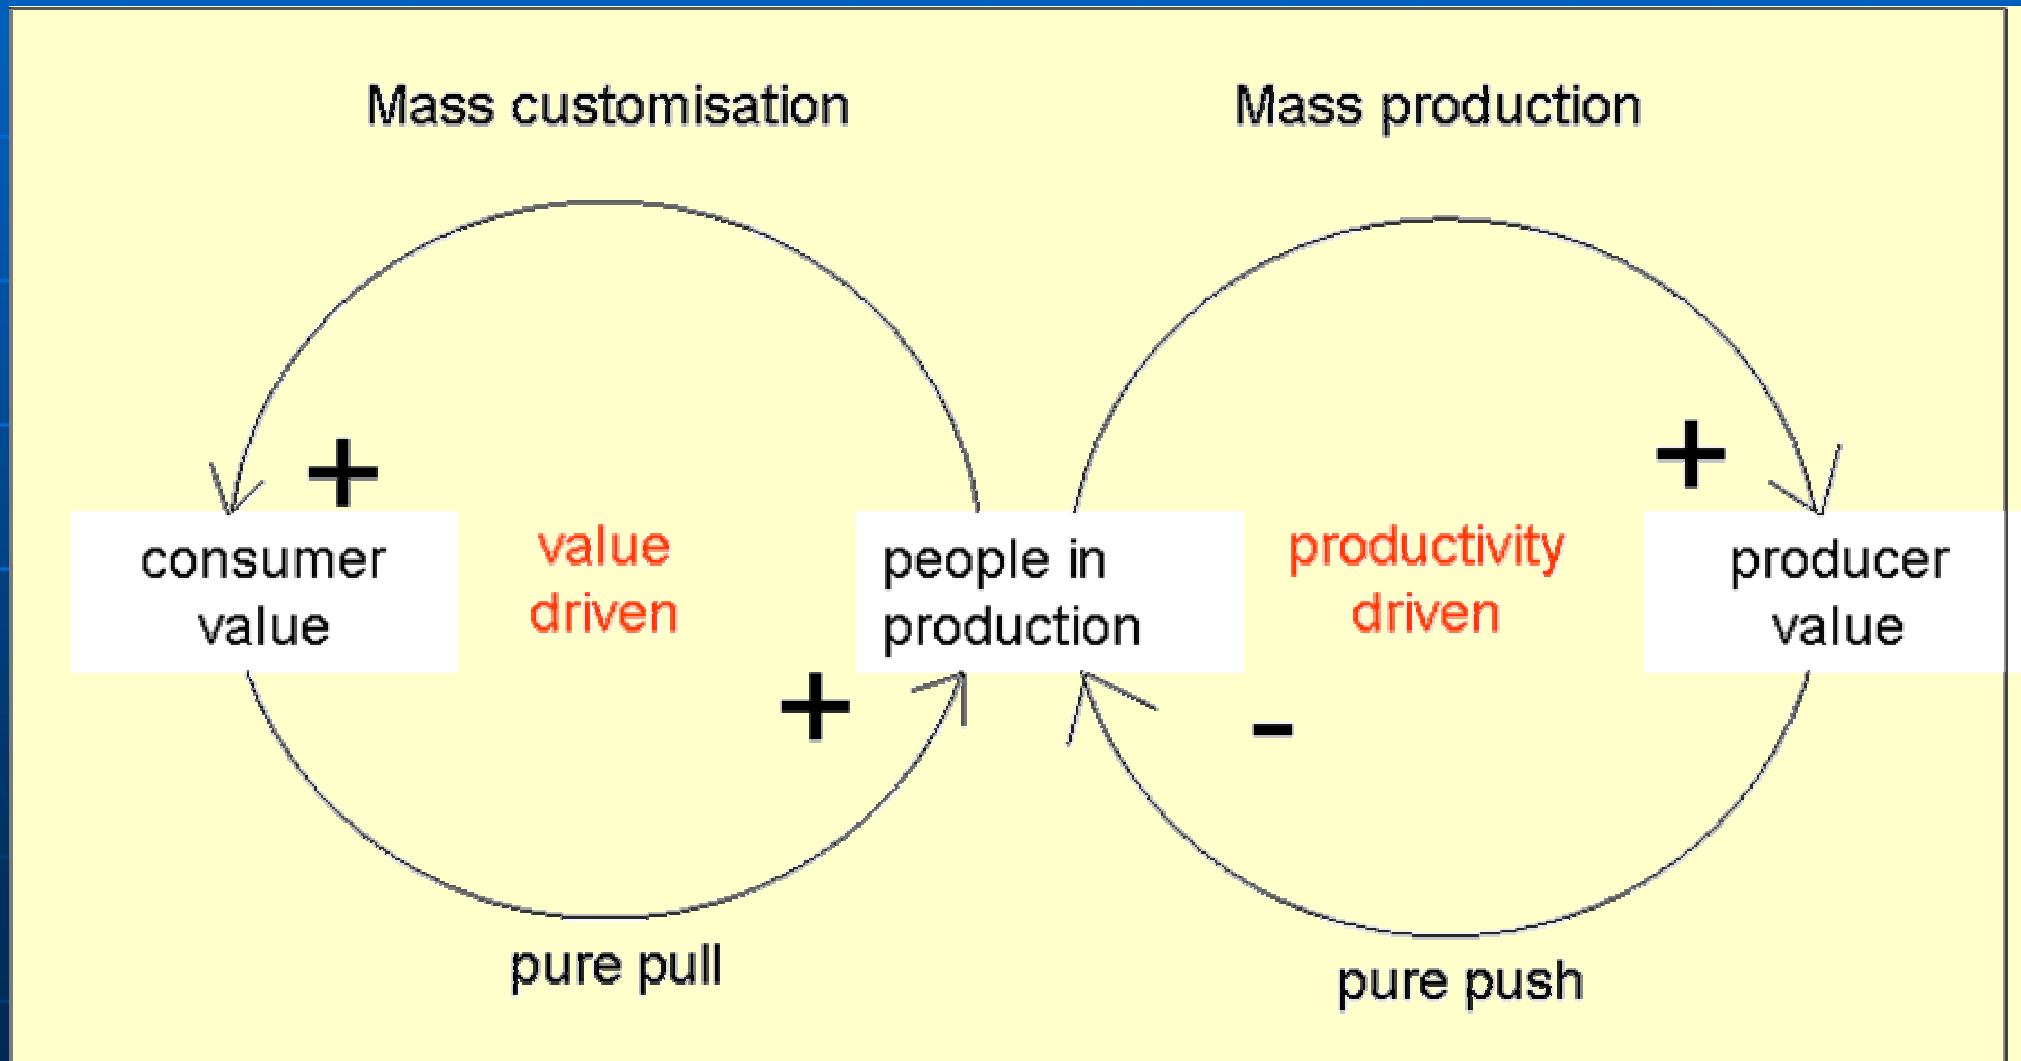 Mass customisation
Mass production
+
+
consumer
value
value
driven
people in
production
productivity
driven
producer
value
+
-
pure pull
pure push